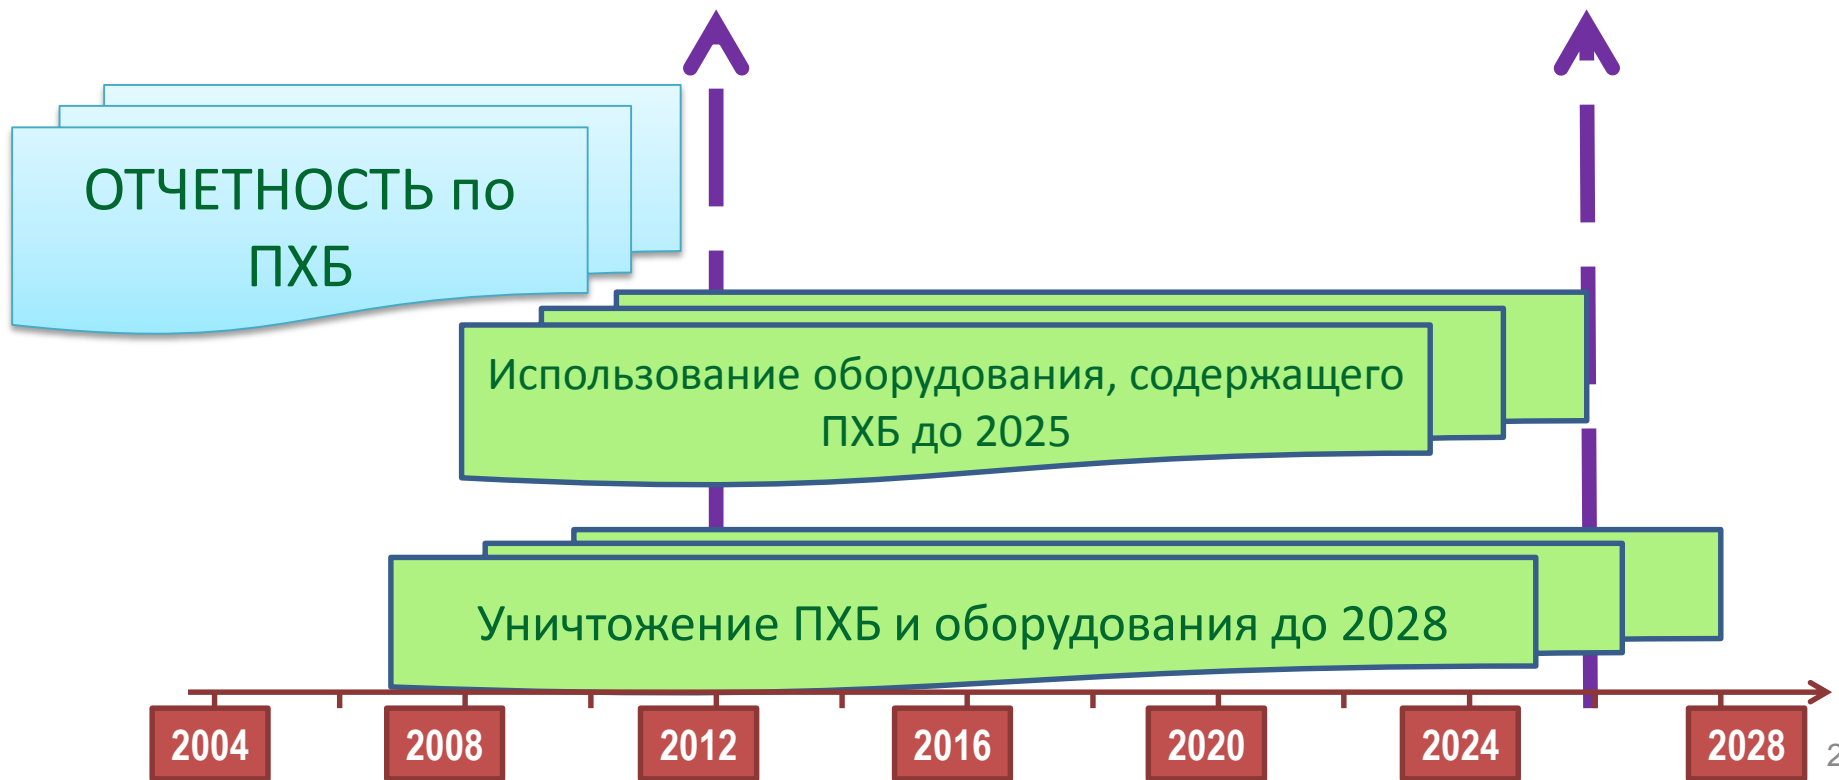 ОТЧЕТНОСТЬ по
ПХБ
Использование оборудования, содержащего
ПХБ до 2025
Уничтожение ПХБ и оборудования до 2028
2004 2008 2012 2016 2020 2024 2028
2